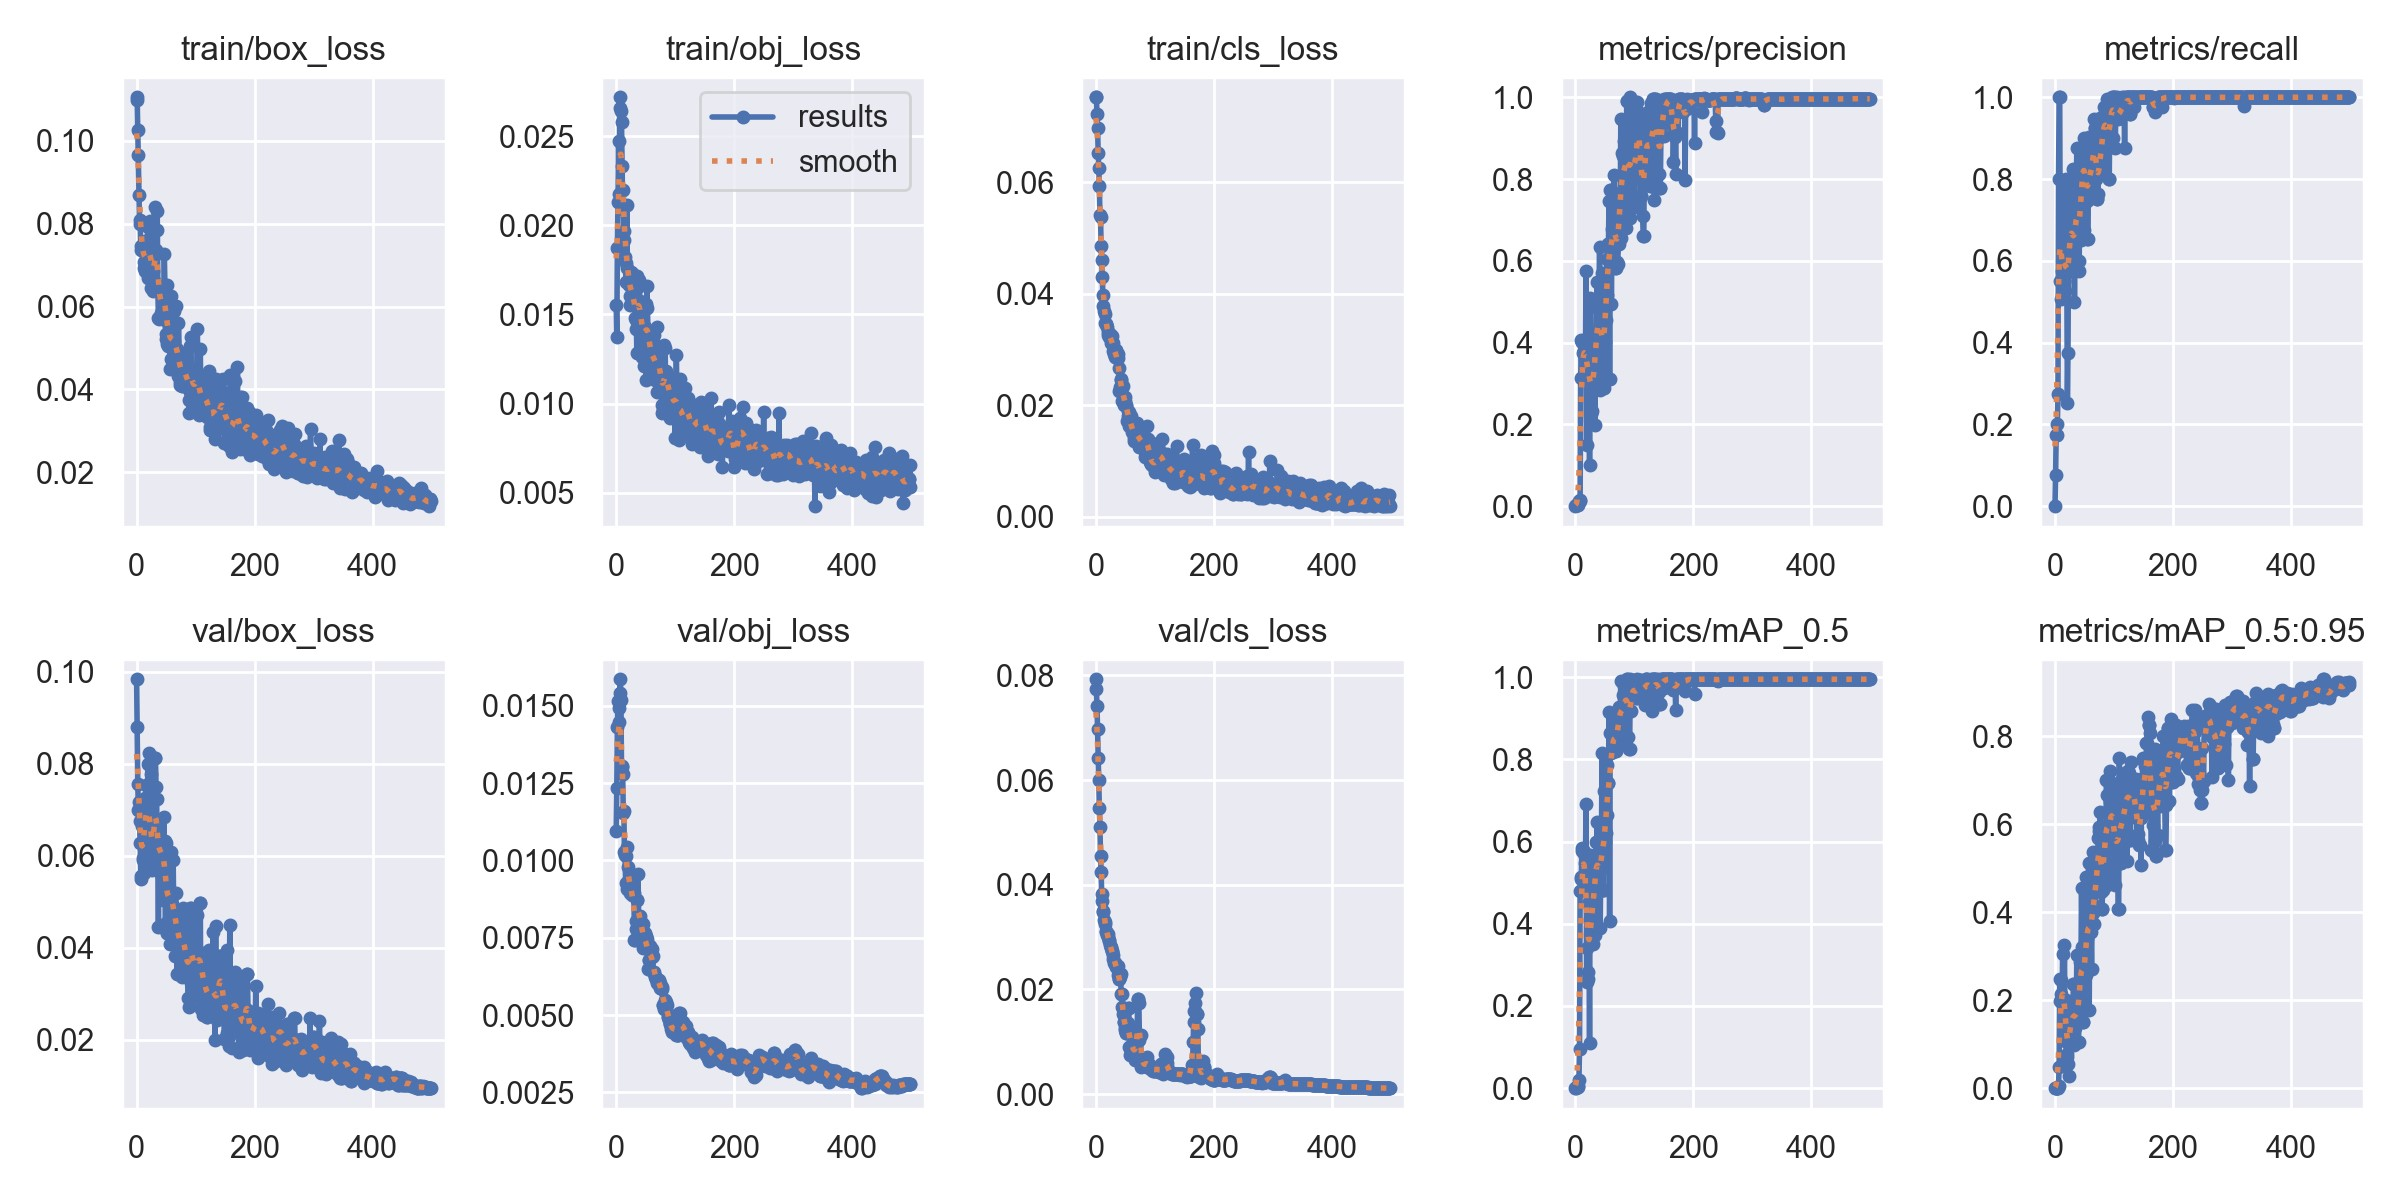 train/box_loss
train/obj_loss
train/cls_loss
metrics/precision
metrics/recall
0.10
0.08
0.06
0.04
0.02
0 200 400
0.025
0.020
0.015
0.010
0.005
results
smooth
0 200 400
0.06
0.04
0.02
0.00
0 200 400
1.0
0.8
0.6
0.4
0.2
0.0
0 200 400
1.0
0.8
0.6
0.4
0.2
0.0
0 200 400
val/box_loss
val/obj_loss
val/cls_loss
metrics/mAP_0.5
metrics/mAP_0.5:0.95
0.10
0.08
0.06
0.04
0.02
0 200 400
0.0150
0.0125
0.0100
0.0075
0.0050
0.0025
0 200 400
0.08
0.06
0.04
0.02
0.00
0 200 400
1.0
0.8
0.6
0.4
0.2
0.0
0 200 400
0.8
0.6
0.4
0.2
0.0
0 200 400